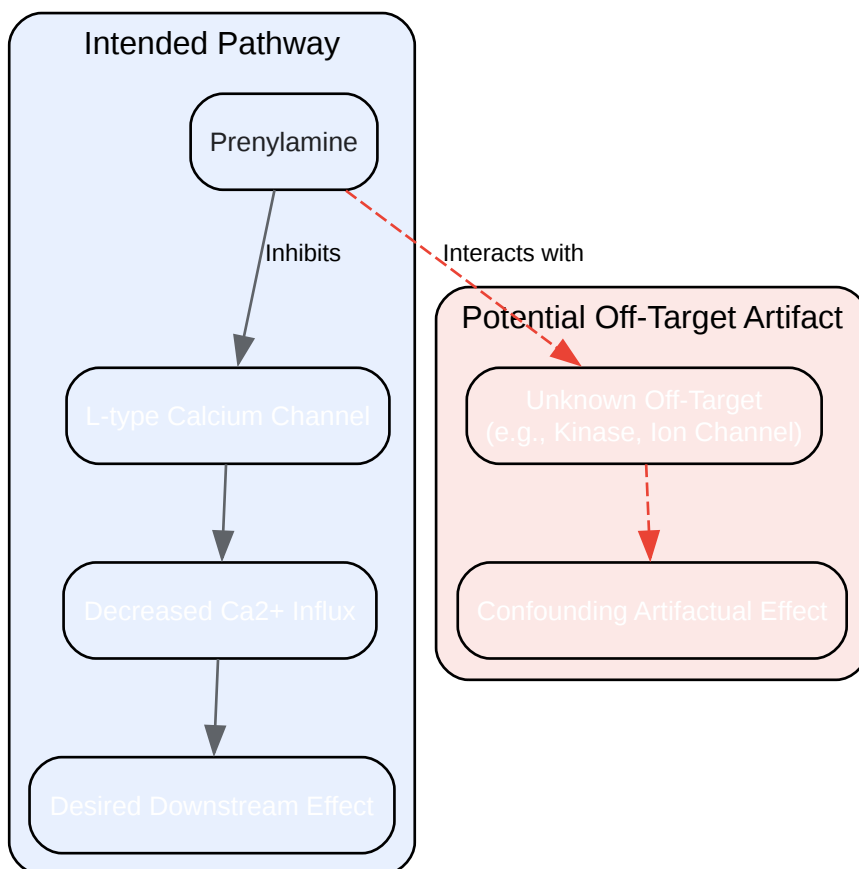 Intended Pathway
Prenylamine
Inhibits
Interacts with
Potential Off-Target Artifact
L-type Calcium Channel
Unknown Off-Target
(e.g., Kinase, Ion Channel)
Decreased Ca2+ Influx
Confounding Artifactual Effect
Desired Downstream Effect